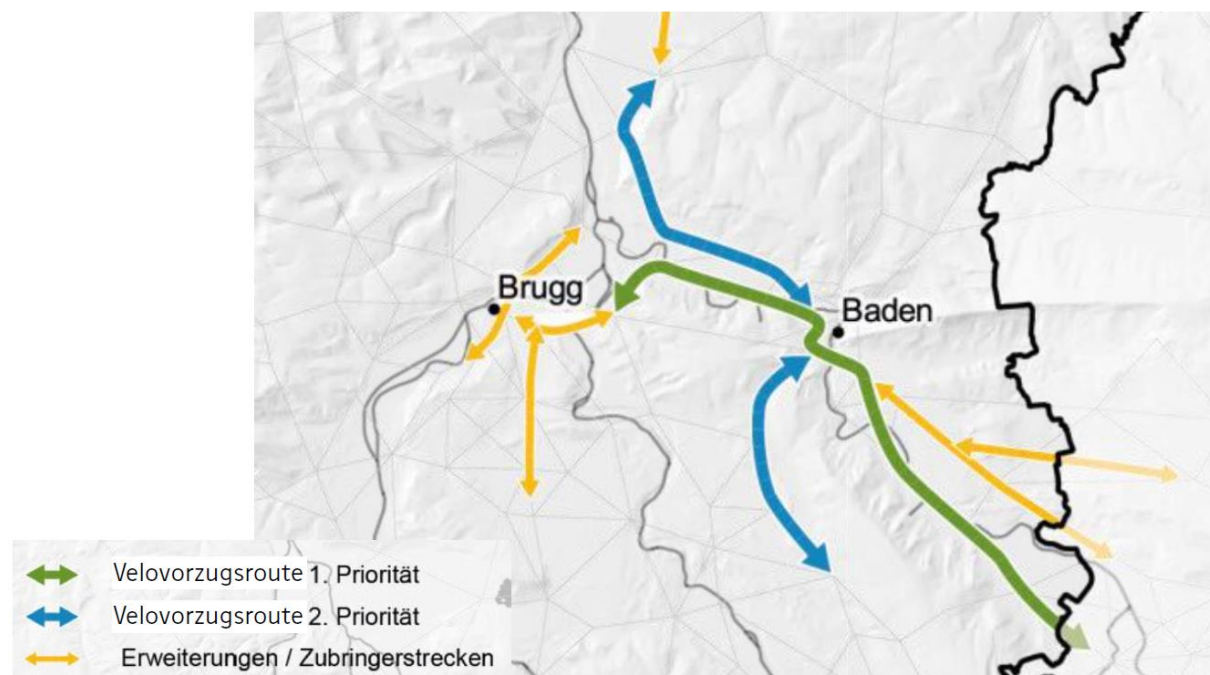 Brugg
Baden
Velovorzugsroute 1. Priorität
Velovorzugsroute 2. Priorität
Erweiterungen / Zubringerstrecken